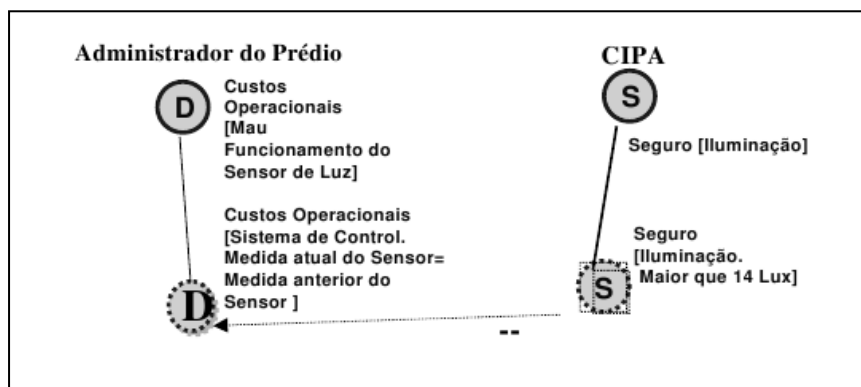 Administrador do Prédio
D
Custos
Operacionais
[Mau
Funcionamento do
Sensor de Luz]
Custos Operacionais
[Sistema de Control.
Medida atual do Sensor=
Medida anterior do
Sensor ]
D
CIPA
S
Seguro [Iluminação]
Seguro
[Iluminação.
Maior que 14 Lux]
S
--